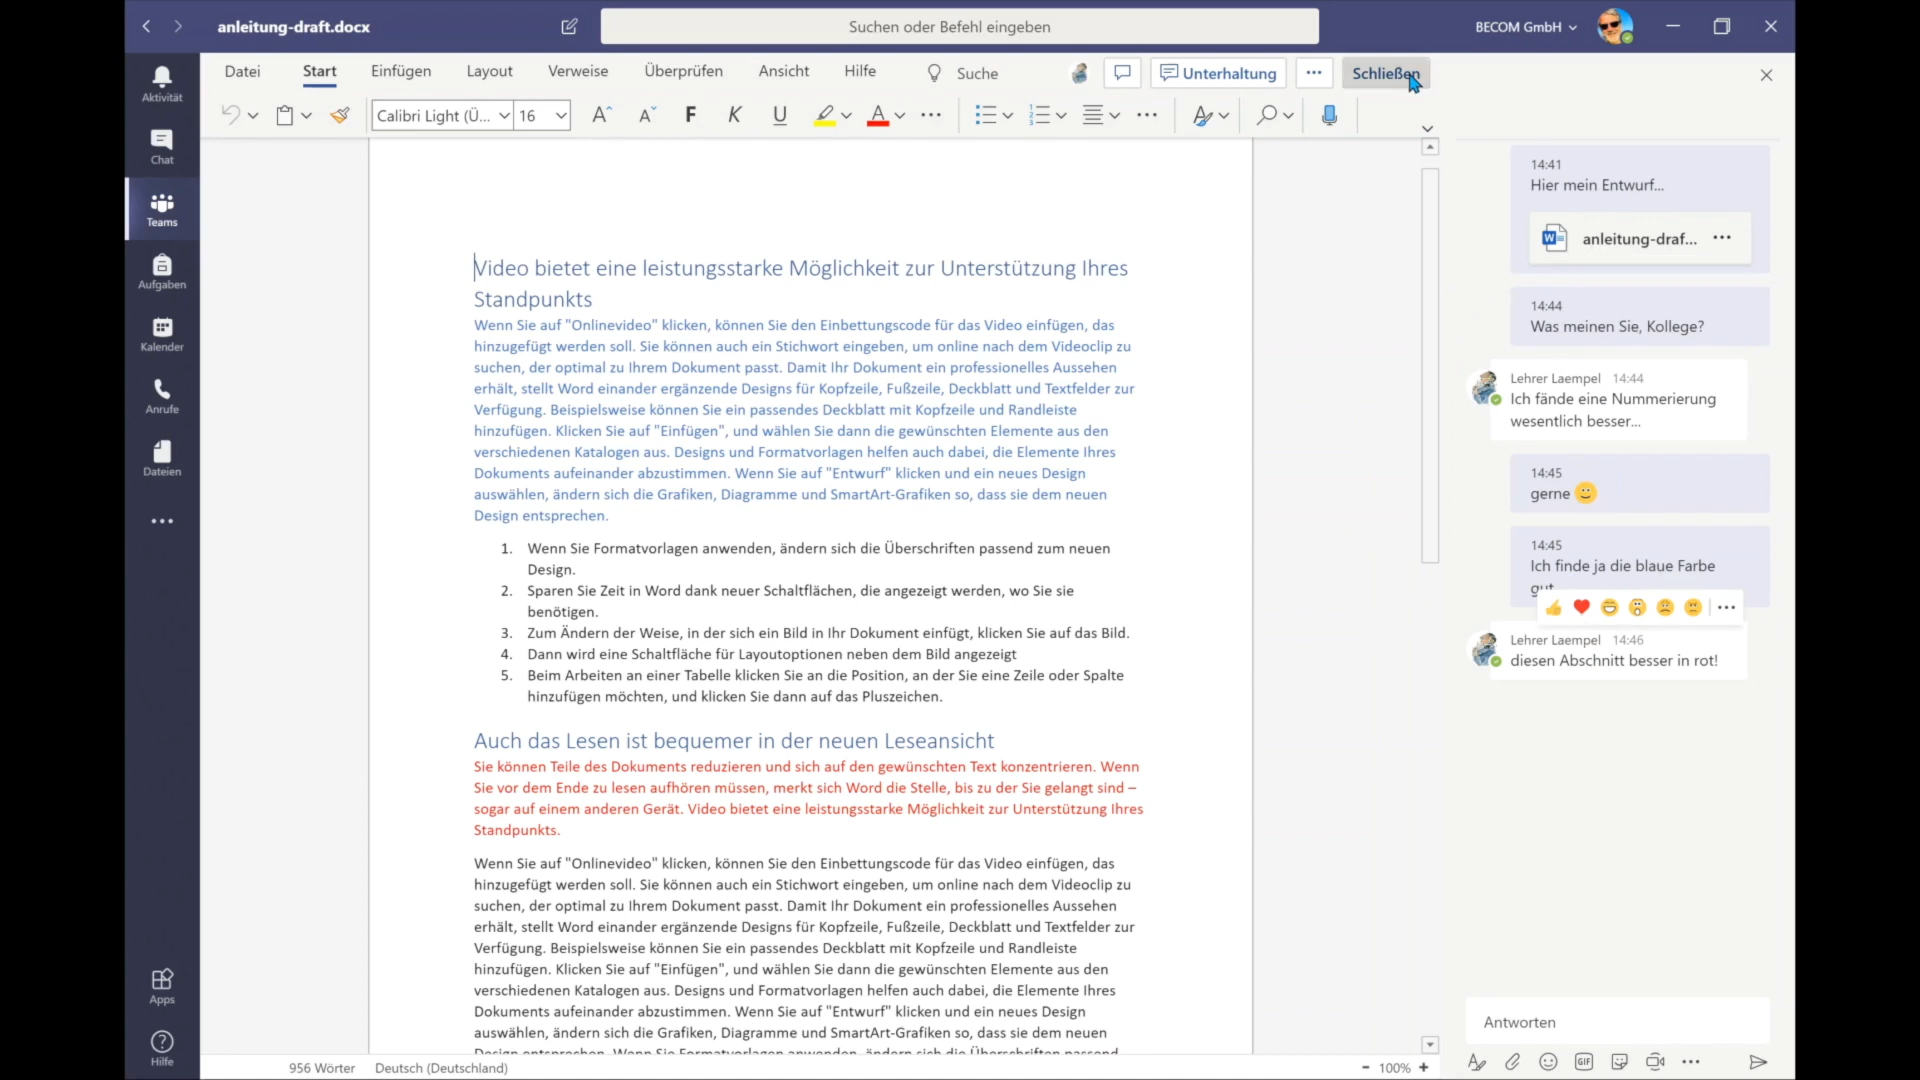 anleitung-draft.docx
Suchen oder Befehl eingeben
BECOM GmbH
Aktivität
Chat
Teams
Aufgaben
Kalender
Anrufe
Dateien
Apps
Hilfe
Datei Start Einfügen Layout Verweise Überprüfen Ansicht Hilfe Suche Unterhaltung Schließen
Calibri Light (Ü... 16 F K U
Video bietet eine leistungsstarke Möglichkeit zur Unterstützung Ihres
Standpunkts
Wenn Sie auf "Onlinevideo" klicken, können Sie den Einbettungscode für das Video einfügen, das
hinzugefügt werden soll. Sie können auch ein Stichwort eingeben, um online nach dem Videoclip zu
suchen, der optimal zu Ihrem Dokument passt. Damit Ihr Dokument ein professionelles Aussehen
erhält, stellt Word einander ergänzende Designs für Kopfzeile, Fußzeile, Deckblatt und Textfelder zur
Verfügung. Beispielsweise können Sie ein passendes Deckblatt mit Kopfzeile und Randleiste
hinzufügen. Klicken Sie auf "Einfügen", und wählen Sie dann die gewünschten Elemente aus den
verschiedenen Katalogen aus. Designs und Formatvorlagen helfen auch dabei, die Elemente Ihres
Dokuments aufeinander abzustimmen. Wenn Sie auf "Entwurf" klicken und ein neues Design
auswählen, ändern sich die Grafiken, Diagramme und SmartArt-Grafiken so, dass sie dem neuen
Design entsprechen.
1. Wenn Sie Formatvorlagen anwenden, ändern sich die Überschriften passend zum neuen
Design.
2. Sparen Sie Zeit in Word dank neuer Schaltflächen, die angezeigt werden, wo Sie sie
benötigen.
3. Zum Ändern der Weise, in der sich ein Bild in Ihr Dokument einfügt, klicken Sie auf das Bild.
4. Dann wird eine Schaltfläche für Layoutoptionen neben dem Bild angezeigt
5. Beim Arbeiten an einer Tabelle klicken Sie an die Position, an der Sie eine Zeile oder Spalte
hinzufügen möchten, und klicken Sie dann auf das Pluszeichen.
Auch das Lesen ist bequemer in der neuen Leseansicht
Sie können Teile des Dokuments reduzieren und sich auf den gewünschten Text konzentrieren. Wenn
Sie vor dem Ende zu lesen aufhören müssen, merkt sich Word die Stelle, bis zu der Sie gelangt sind –
sogar auf einem anderen Gerät. Video bietet eine leistungsstarke Möglichkeit zur Unterstützung Ihres
Standpunkts.
Wenn Sie auf "Onlinevideo" klicken, können Sie den Einbettungscode für das Video einfügen, das
hinzugefügt werden soll. Sie können auch ein Stichwort eingeben, um online nach dem Videoclip zu
suchen, der optimal zu Ihrem Dokument passt. Damit Ihr Dokument ein professionelles Aussehen
erhält, stellt Word einander ergänzende Designs für Kopfzeile, Fußzeile, Deckblatt und Textfelder zur
Verfügung. Beispielsweise können Sie ein passendes Deckblatt mit Kopfzeile und Randleiste
hinzufügen. Klicken Sie auf "Einfügen", und wählen Sie dann die gewünschten Elemente aus den
verschiedenen Katalogen aus. Designs und Formatvorlagen helfen auch dabei, die Elemente Ihres
Dokuments aufeinander abzustimmen. Wenn Sie auf "Entwurf" klicken und ein neues Design
auswählen, ändern sich die Grafiken, Diagramme und SmartArt-Grafiken so, dass sie dem neuen
Design entsprechen. Wenn Sie Formatvorlagen anwenden, ändern sich die Überschriften passend
956 Wörter Deutsch (Deutschland)
- 100% +
14:41
Hier mein Entwurf...
anleitung-draf...
14:44
Was meinen Sie, Kollege?
Lehrer Laempel 14:44
Ich fände eine Nummerierung
wesentlich besser...
14:45
gerne
14:45
Ich finde ja die blaue Farbe
gut
Lehrer Laempel 14:46
diesen Abschnitt besser in rot!
Antworten
GIF